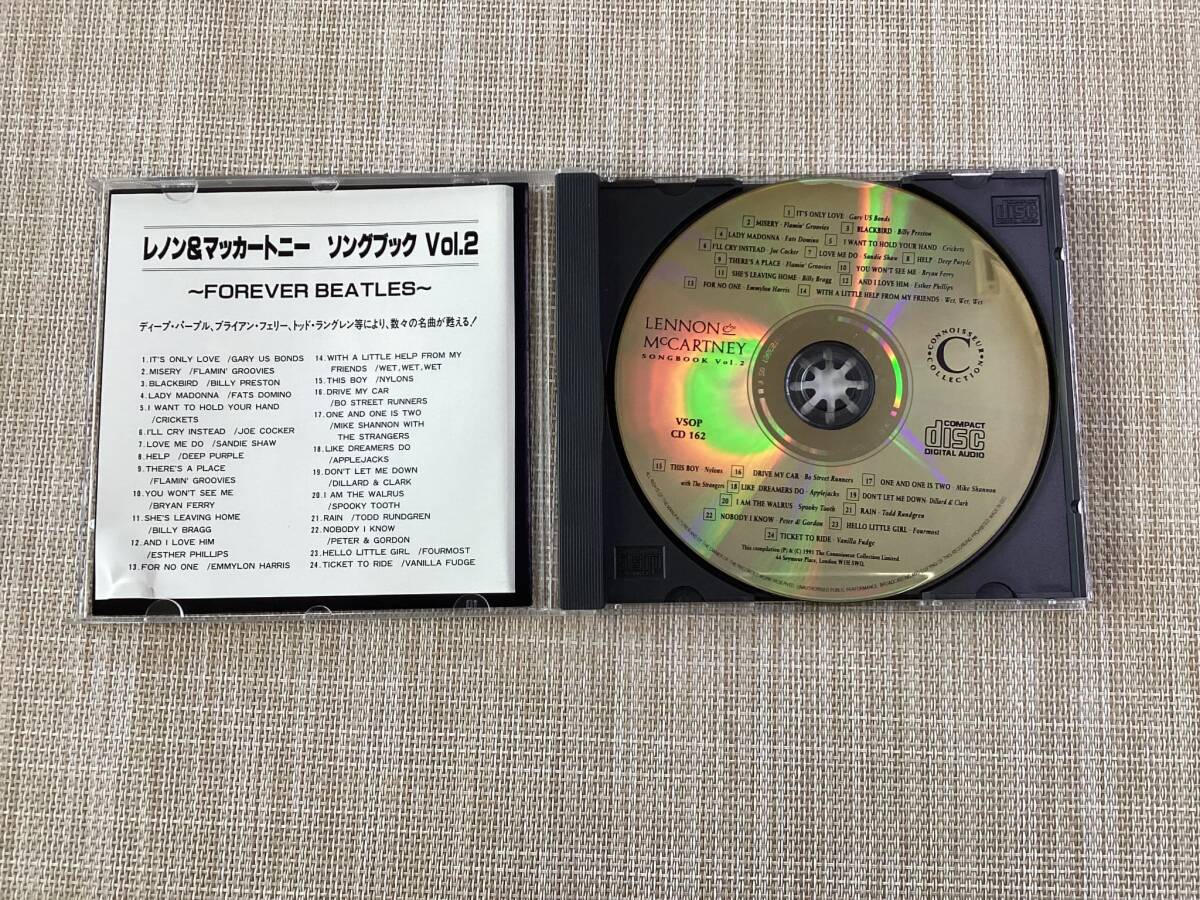 レノン&マッカートニー ソングブック Vol.2
~FOREVER BEATLES~
ディープ・パープル、ブライアン・フェリー、トッド・ラングレン等により、数々の名曲が甦える!
1.IT'S ONLY LOVE /GARY US BONDS
2.MISERY /FLAMIN' GROOVIES
3.BLACKBIRD /BILLY PRESTON
4.LADY MADONNA /FATS DOMINO
5.I WANT TO HOLD YOUR HAND
/CRICKETS
6.I'LL CRY INSTEAD /JOE COCKER
7.LOVE ME DO /SANDIE SHAW
8.HELP /DEEP PURPLE
9.THERE'S A PLACE
/FLAMIN' GROOVIES
10.YOU WON'T SEE ME
/BRYAN FERRY
11.SHE'S LEAVING HOME
/BILLY BRAGG
12.AND I LOVE HIM
/ESTHER PHILLIPS
13.FOR NO ONE /EMMYLON HARRIS
14.WITH A LITTLE HELP FROM MY
FRIENDS /WET,WET,WET
15.THIS BOY /NYLONS
16.DRIVE MY CAR
/BO STREET RUNNERS
17.ONE AND ONE IS TWO
/MIKE SHANNON WITH
THE STRANGERS
18.LIKE DREAMERS DO
/APPLEJACKS
19.DON'T LET ME DOWN
/DILLARD & CLARK
20.I AM THE WALRUS
/SPOOKY TOOTH
21.RAIN /TODD RUNDGREN
22.NOBODY I KNOW
/PETER & GORDON
23.HELLO LITTLE GIRL /FOURMOST
24.TICKET TO RIDE /VANILLA FUDGE
1 IT'S ONLY LOVE · Gary US Bonds
2 MISERY · Flamin' Groovies 3 BLACKBIRD · Billy Preston
4 LADY MADONNA · Fats Domino 5 I WANT TO HOLD YOUR HAND · Crickets
6 I'LL CRY INSTEAD · Joe Cocker 7 LOVE ME DO · Sandie Shaw 8 HELP · Deep Purple
9 THERE'S A PLACE · Flamin' Groovies 10 YOU WON'T SEE ME · Bryan Ferry
11 SHE'S LEAVING HOME · Billy Bragg 12 AND I LOVE HIM · Esther Phillips
13 FOR NO ONE · Emmylon Harris 14 WITH A LITTLE HELP FROM MY FRIENDS · Wet, Wet, Wet
LENNON &
McCARTNEY
SONGBOOK Vol. 2
CONNOISSEUR
C
COLLECTION
VSOP
CD 162
COMPACT
disc
DIGITAL AUDIO
15 THIS BOY · Nylons 16 DRIVE MY CAR · Bo Street Runners 17 ONE AND ONE IS TWO · Mike Shannon
with The Strangers 18 LIKE DREAMERS DO · Applejacks 19 DON'T LET ME DOWN · Dillard & Clark
20 I AM THE WALRUS · Spooky Tooth 21 RAIN · Todd Rundgren
22 NOBODY I KNOW · Peter & Gordon 23 HELLO LITTLE GIRL · Fourmost
24 TICKET TO RIDE · Vanilla Fudge
This compilation (P) & (C) 1991 The Connoisseur Collection Limited.
44 Seymour Place, London W1H 5WQ.
COMPACT
disc